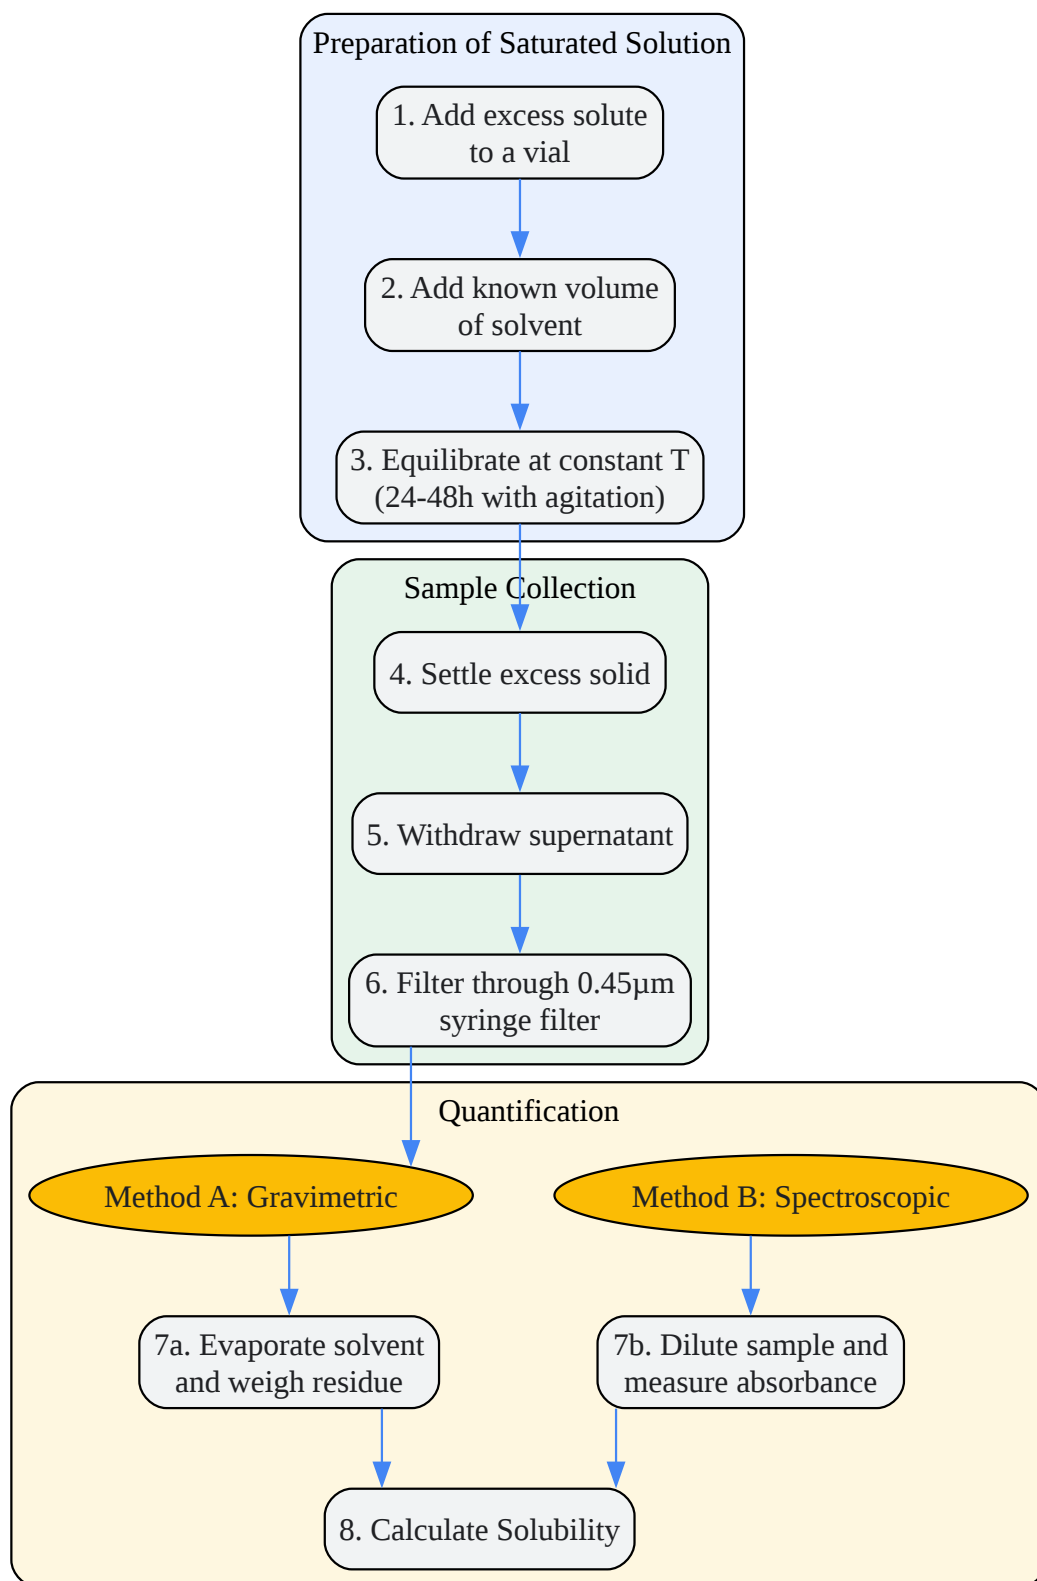 Preparation of Saturated Solution
1. Add excess solute
to a vial
2. Add known volume
of solvent
3. Equilibrate at constant T
(24-48h with agitation)
Sample Collection
4. Settle excess solid
5. Withdraw supernatant
6. Filter through 0.45µm
syringe filter
Quantification
Method A: Gravimetric
Method B: Spectroscopic
7a. Evaporate solvent
and weigh residue
7b. Dilute sample and
measure absorbance
8. Calculate Solubility